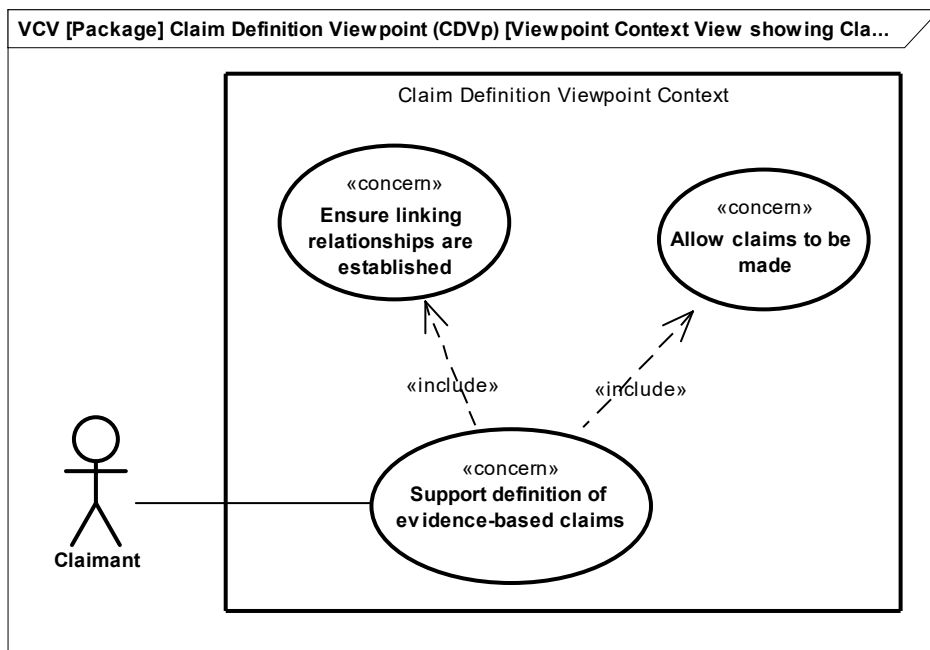 VCV [Package] Claim Definition Viewpoint (CDVp) [Viewpoint Context View showing Cla...
Claim Definition Viewpoint Context
«concern»
Ensure linking
relationships are
established
«concern»
Allow claims to be
made
«include»
«include»
«concern»
Support definition of
evidence-based claims
Claimant